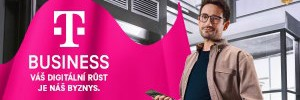 T
BUSINESS
VÁŠ DIGITÁLNÍ RŮST
JE NÁŠ BYZNYS.